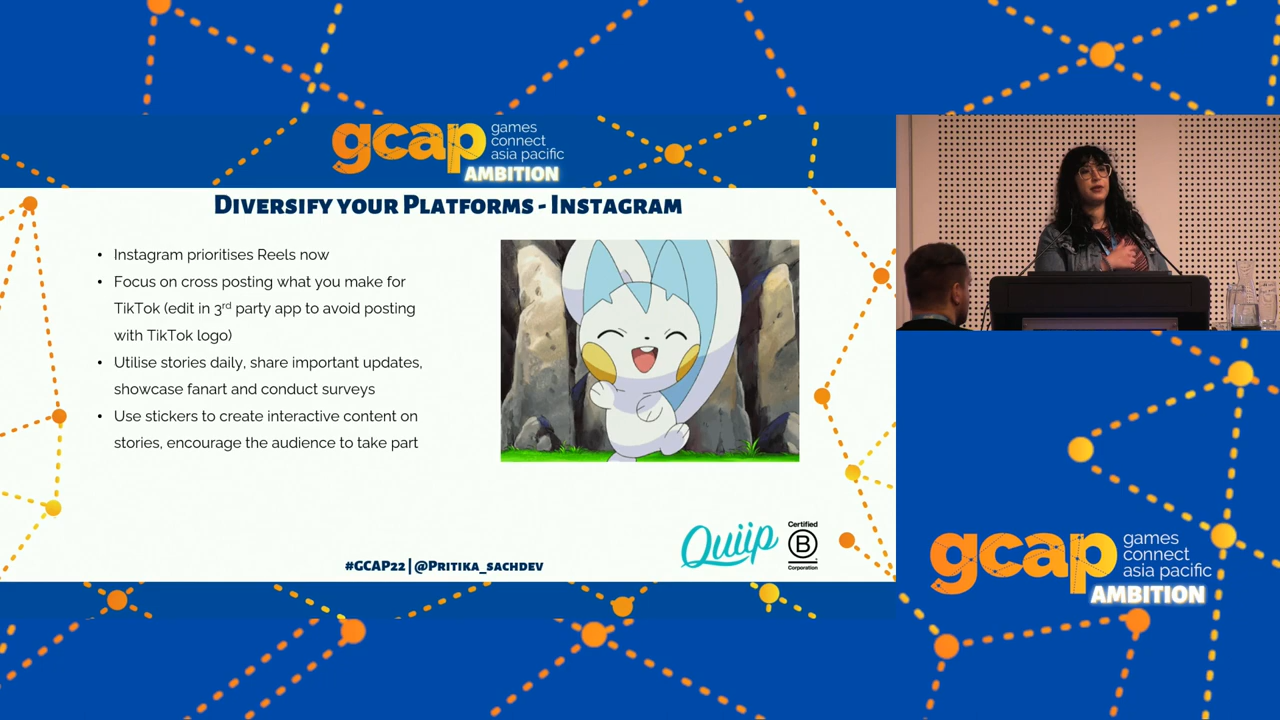 gcap games
connect
asia pacific
AMBITION
DIVERSIFY YOUR PLATFORMS - INSTAGRAM
• Instagram prioritises Reels now
• Focus on cross posting what you make for
TikTok (edit in 3rd party app to avoid posting
with TikTok logo)
• Utilise stories daily, share important updates,
showcase fanart and conduct surveys
• Use stickers to create interactive content on
stories, encourage the audience to take part
#GCAP22 | @PRITIKA_SACHDEV
Quiip
Certified
B
Corporation
gcap games
connect
asia pacific
AMBITION